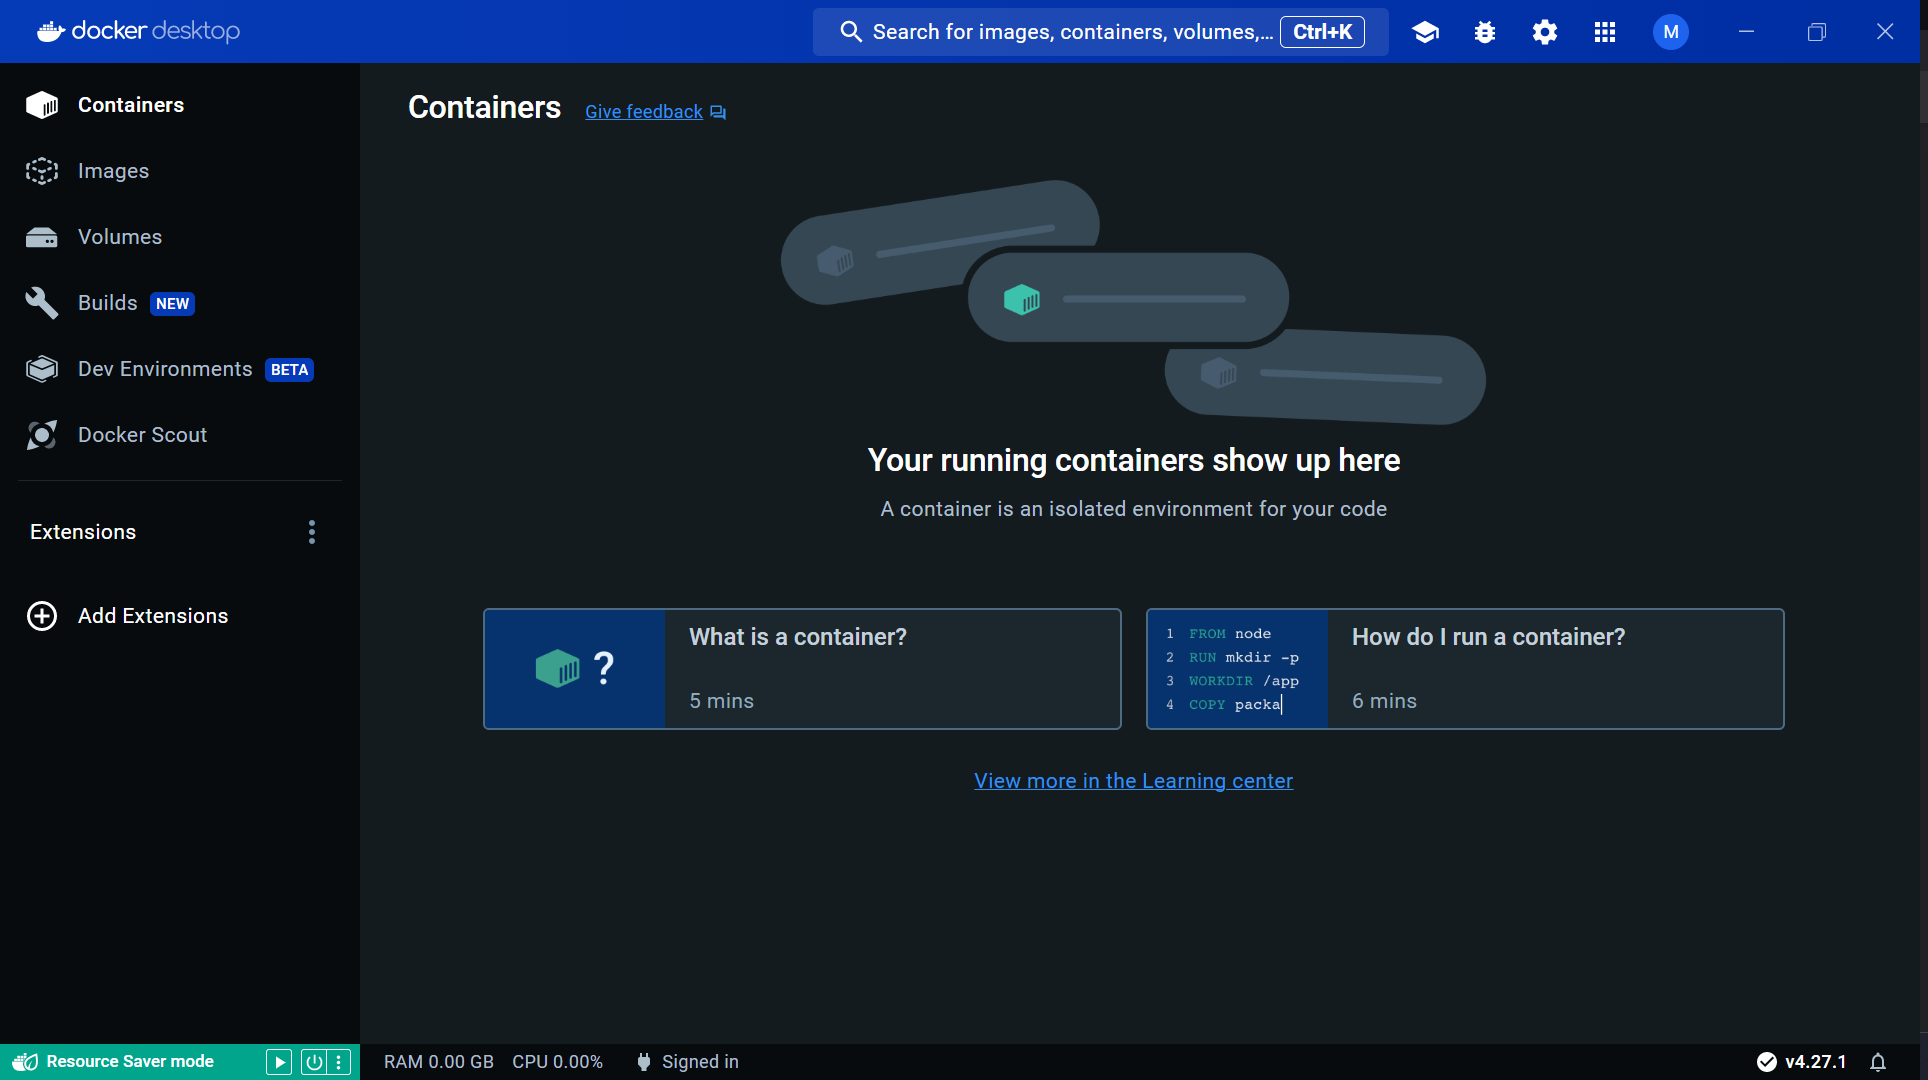 docker desktop
Search for images, containers, volumes,... Ctrl+K
M
Containers
Images
Volumes
Builds NEW
Dev Environments BETA
Docker Scout
Extensions
Add Extensions
Containers Give feedback
Your running containers show up here
A container is an isolated environment for your code
?
What is a container?
5 mins
1 FROM node
2 RUN mkdir -p
3 WORKDIR /app
4 COPY packa
How do I run a container?
6 mins
View more in the Learning center
Resource Saver mode
RAM 0.00 GB CPU 0.00% Signed in
v4.27.1